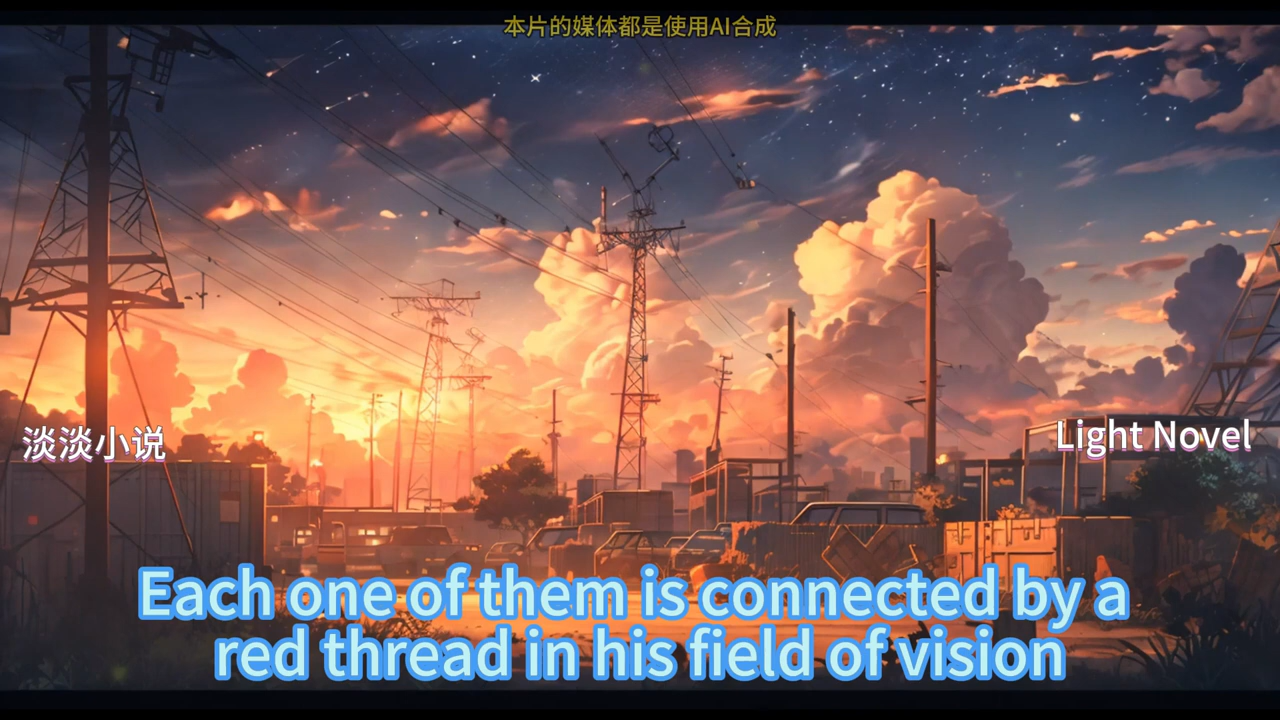 本片的媒体都是使用AI合成
淡淡小说
Light Novel
Each one of them is connected by a
red thread in his field of vision